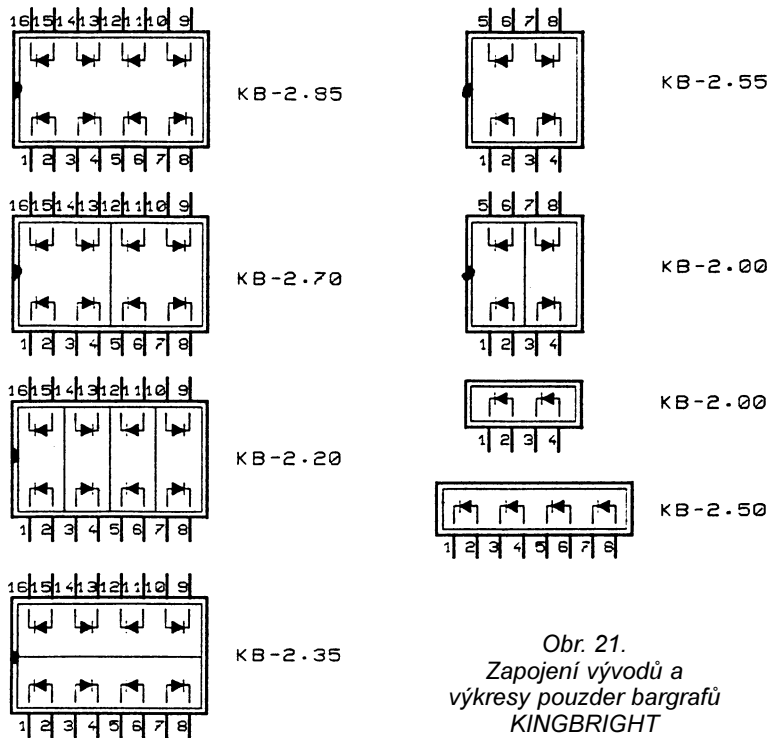 16 15 14 13 12 11 10 9
KB-2.85
1 2 3 4 5 6 7 8
16 15 14 13 12 11 10 9
KB-2.70
1 2 3 4 5 6 7 8
16 15 14 13 12 11 10 9
KB-2.20
1 2 3 4 5 6 7 8
16 15 14 13 12 11 10 9
KB-2.35
1 2 3 4 5 6 7 8
5 6 7 8
KB-2.55
1 2 3 4
5 6 7 8
KB-2.00
1 2 3 4
KB-2.00
1 2 3 4
KB-2.50
1 2 3 4 5 6 7 8
Obr. 21.
Zapojení vývodů a
výkresy pouzder bargrafů
KINGBRIGHT